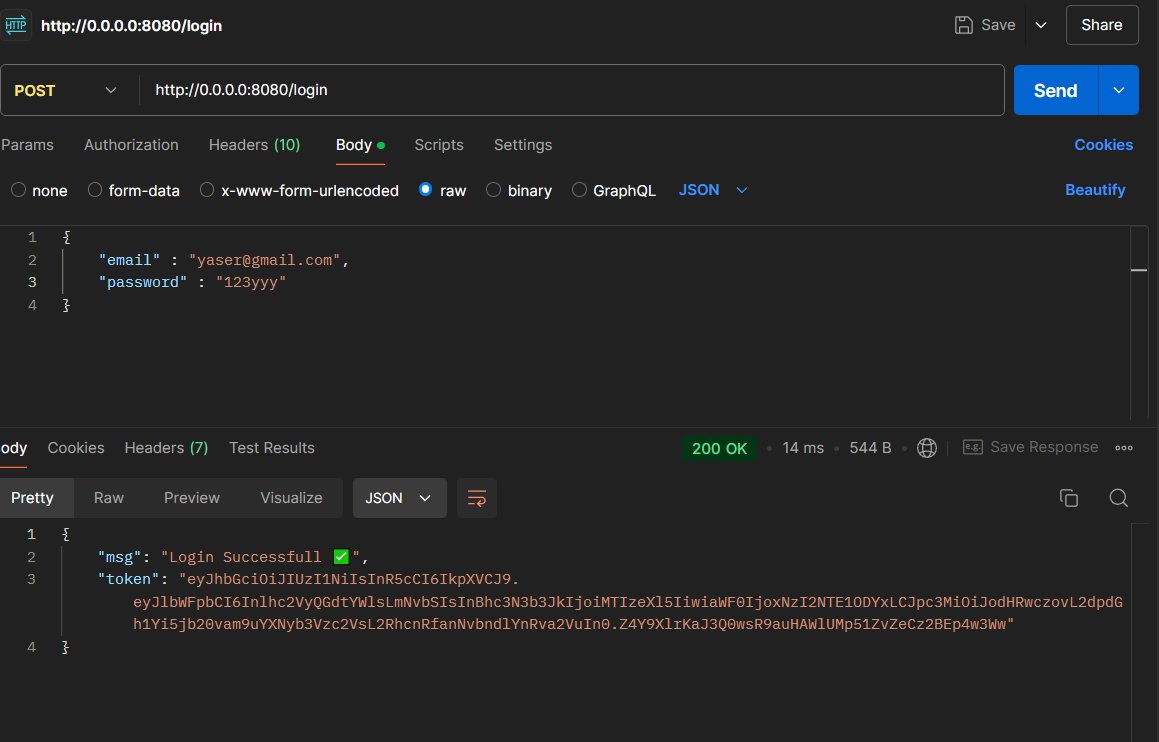 HTTP http://0.0.0.0:8080/login Save Share
POST http://0.0.0.0:8080/login Send
Params Authorization Headers (10) Body Scripts Settings Cookies
none form-data x-www-form-urlencoded raw binary GraphQL JSON Beautify
1 {
2 "email" : "yaser@gmail.com",
3 "password" : "123yyy"
4 }
ody Cookies Headers (7) Test Results 200 OK 14 ms 544 B e.g. Save Response
Pretty Raw Preview Visualize JSON
1 {
2 "msg": "Login Successfull ✅",
3 "token": "eyJhbGciOiJIUzI1NiIsInR5cCI6IkpXVCJ9.
eyJlbWFpbCI6Inlhc2VyQGdtYWlsLmNvbSIsInBhc3N3b3JkIjoiMTIzeXl5IiwiaWF0IjoxNzI2NTE1ODYxLCJpc3MiOiJodHRwczovL2dpdG
h1Yi5jb20vam9uYXNyb3Vzc2VsL2RhcnRfanNvbndlYnRva2VuIn0.Z4Y9XlrKaJ3Q0wsR9auHAWlUMp51ZvZeCz2BEp4w3Ww"
4 }